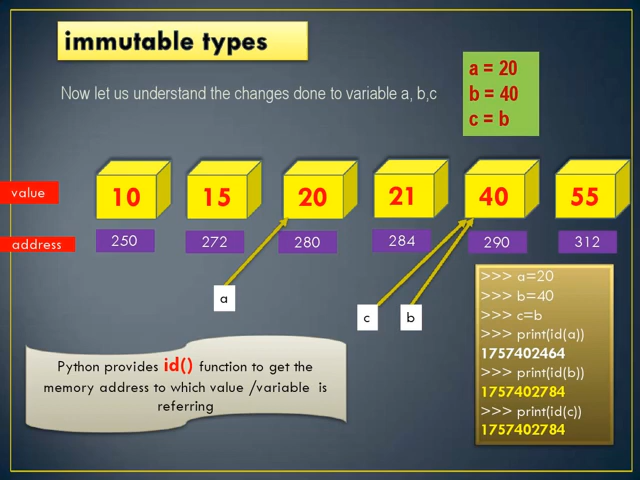 immutable types
Now let us understand the changes done to variable a, b,c
a = 20
b = 40
c = b
value
10 15 20 21 40 55
address
250 272 280 284 290 312
a
c b
Python provides id() function to get the
memory address to which value /variable is
referring
>>> a=20
>>> b=40
>>> c=b
>>> print(id(a))
1757402464
>>> print(id(b))
1757402784
>>> print(id(c))
1757402784